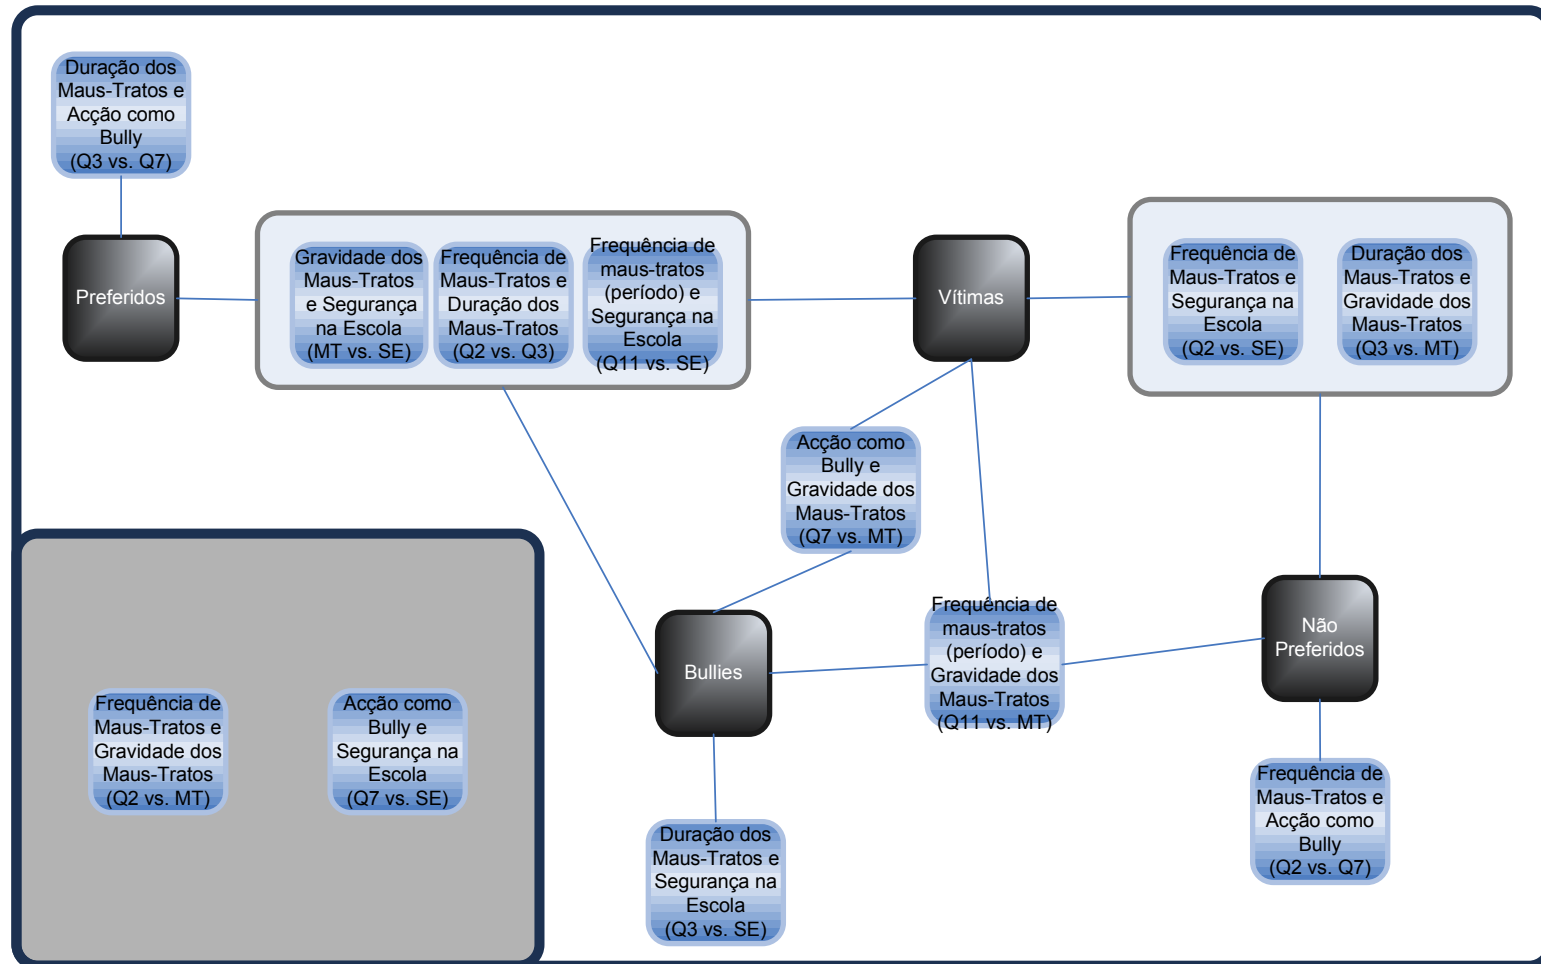 Duração dos
Maus-Tratos e
Acção como
Bully
(Q3 vs. Q7)
Preferidos
Gravidade dos
Maus-Tratos
e Segurança
na Escola
(MT vs. SE)
Frequência de
Maus-Tratos e
Duração dos
Maus-Tratos
(Q2 vs. Q3)
Frequência de
maus-tratos
(período) e
Segurança na
Escola
(Q11 vs. SE)
Vítimas
Frequência de
Maus-Tratos e
Segurança na
Escola
(Q2 vs. SE)
Duração dos
Maus-Tratos e
Gravidade dos
Maus-Tratos
(Q3 vs. MT)
Acção como
Bully e
Gravidade dos
Maus-Tratos
(Q7 vs. MT)
Bullies
Frequência de
maus-tratos
(período) e
Gravidade dos
Maus-Tratos
(Q11 vs. MT)
Não
Preferidos
Frequência de
Maus-Tratos e
Gravidade dos
Maus-Tratos
(Q2 vs. MT)
Acção como
Bully e
Segurança na
Escola
(Q7 vs. SE)
Duração dos
Maus-Tratos e
Segurança na
Escola
(Q3 vs. SE)
Frequência de
Maus-Tratos e
Acção como
Bully
(Q2 vs. Q7)